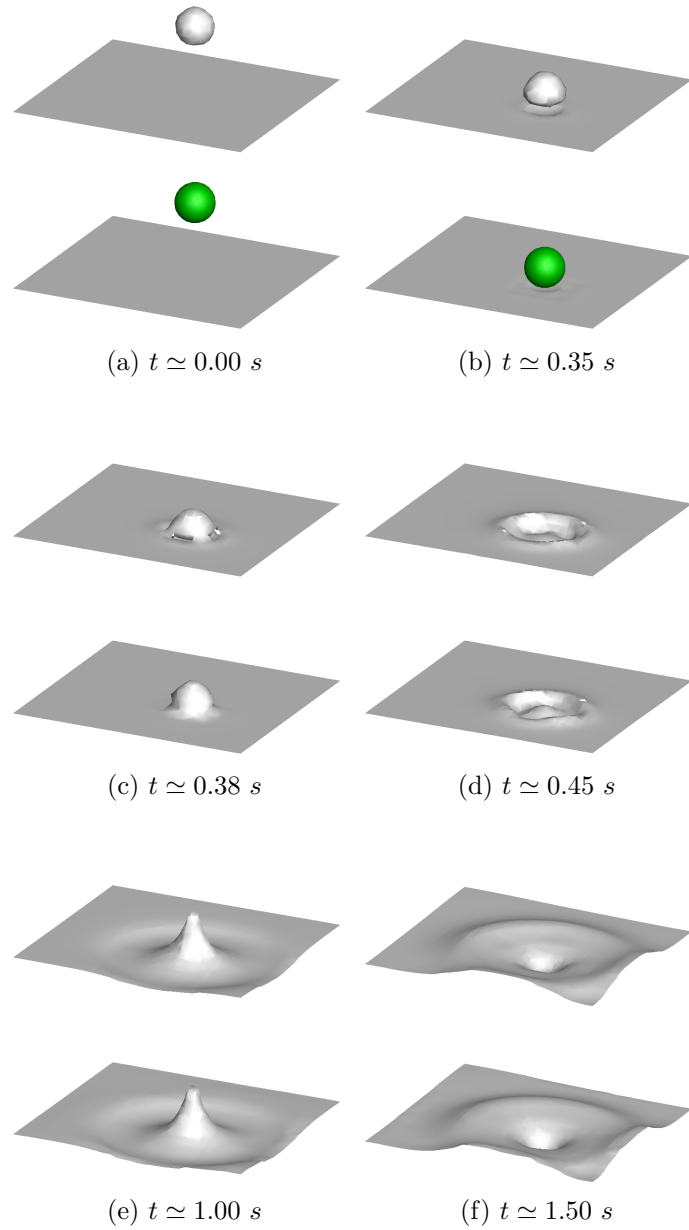 (a) t ≃ 0.00 s
(b) t ≃ 0.35 s
(c) t ≃ 0.38 s
(d) t ≃ 0.45 s
(e) t ≃ 1.00 s
(f) t ≃ 1.50 s